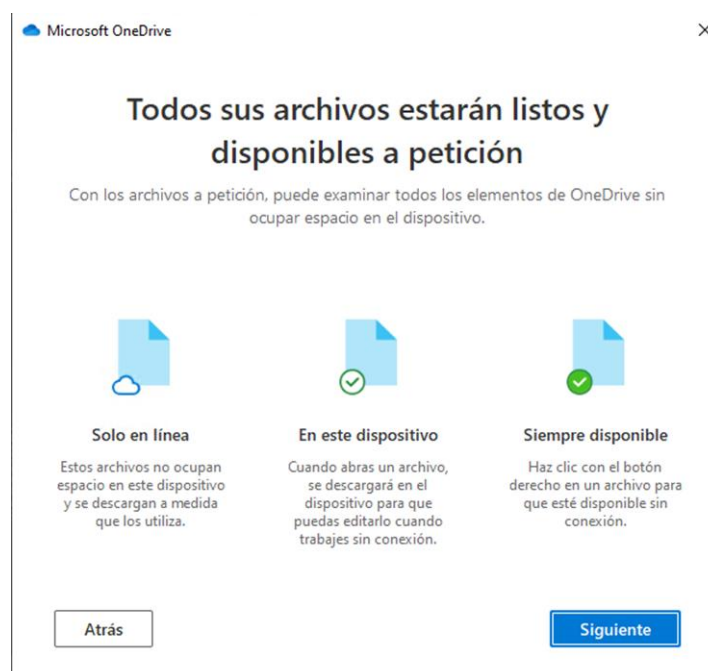 Microsoft OneDrive
Todos sus archivos estarán listos y
disponibles a petición
Con los archivos a petición, puede examinar todos los elementos de OneDrive sin
ocupar espacio en el dispositivo.
Solo en línea
Estos archivos no ocupan
espacio en este dispositivo
y se descargan a medida
que los utiliza.
En este dispositivo
Cuando abras un archivo,
se descargará en el
dispositivo para que
puedas editarlo cuando
trabajes sin conexión.
Siempre disponible
Haz clic con el botón
derecho en un archivo para
que esté disponible sin
conexión.
Atrás
Siguiente